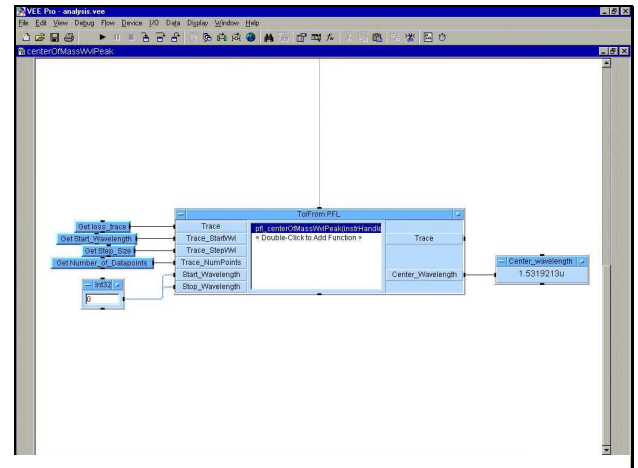 VEE Pro - analysis.vee
File Edit View Debug Flow Device I/O Data Display Window Help
centerOfMassWvlPeak
To/From PFL
Get loss_trace
Trace
pfl_centerOfMassWvlPeak(instrHandle
Get Start_Wavelength
Trace_StartWvl
< Double-Click to Add Function >
Trace
Get Step_Size
Trace_StepWvl
Get Number_of_Datapoints
Trace_NumPoints
Center_wavelength
Start_Wavelength
Center_Wavelength
1.5319213u
Int32
Stop_Wavelength
0